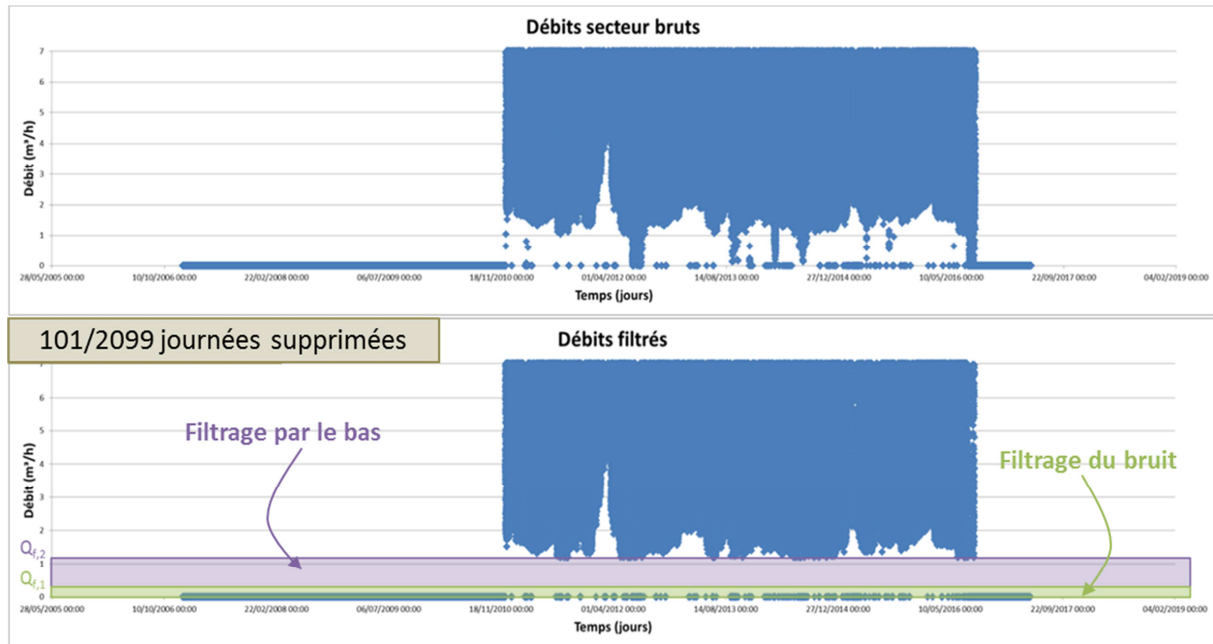 Débits secteur bruts
Débit (m³/h)
7
6
5
4
3
2
1
0
28/05/2005 00:00 10/10/2006 00:00 22/02/2008 00:00 06/07/2009 00:00 18/11/2010 00:00 01/04/2012 00:00 14/08/2013 00:00 27/12/2014 00:00 10/05/2016 00:00 22/09/2017 00:00 04/02/2019 00:00
Temps (jours)
101/2099 journées supprimées
Débits filtrés
Débit (m³/h)
7
6
5
4
3
2
1
0
Filtrage par le bas
Filtrage du bruit
Qf,2
Qf,1
28/05/2005 00:00 10/10/2006 00:00 22/02/2008 00:00 06/07/2009 00:00 18/11/2010 00:00 01/04/2012 00:00 14/08/2013 00:00 27/12/2014 00:00 10/05/2016 00:00 22/09/2017 00:00 04/02/2019 00:00
Temps (jours)